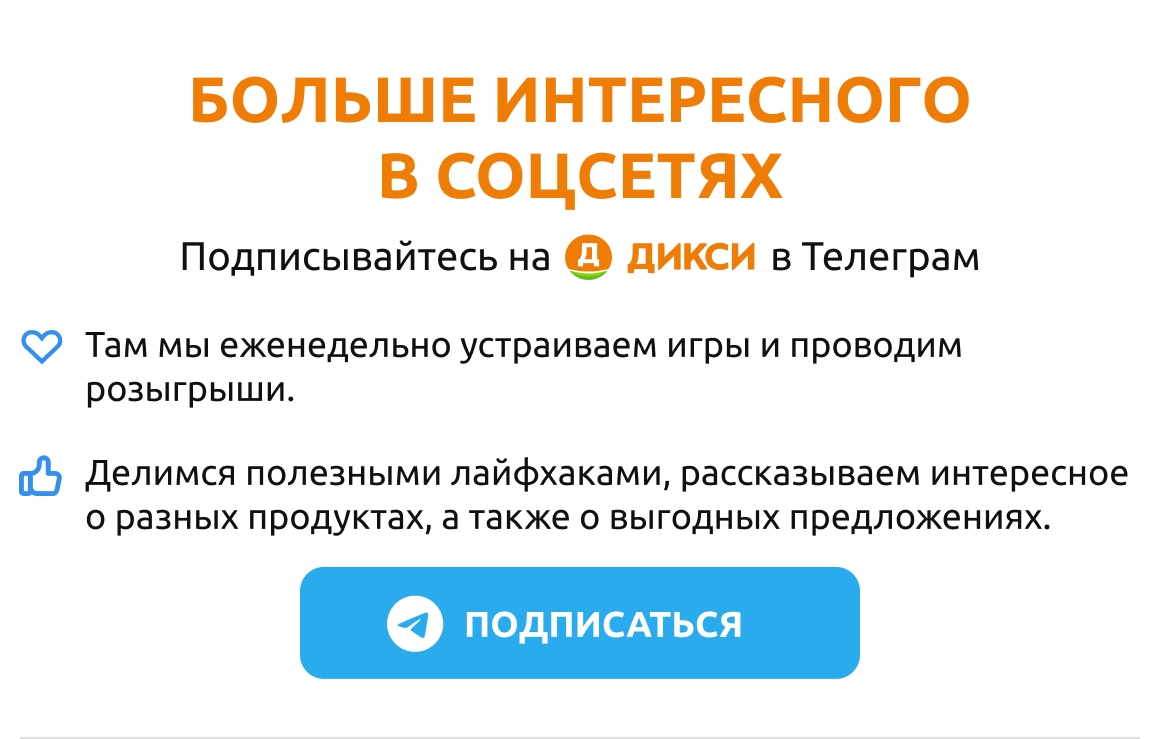 БОЛЬШЕ ИНТЕРЕСНОГО
В СОЦСЕТЯХ
Подписывайтесь на Д ДИКСИ в Телеграм
Там мы еженедельно устраиваем игры и проводим
розыгрыши.
Делимся полезными лайфхаками, рассказываем интересное
о разных продуктах, а также о выгодных предложениях.
ПОДПИСАТЬСЯ